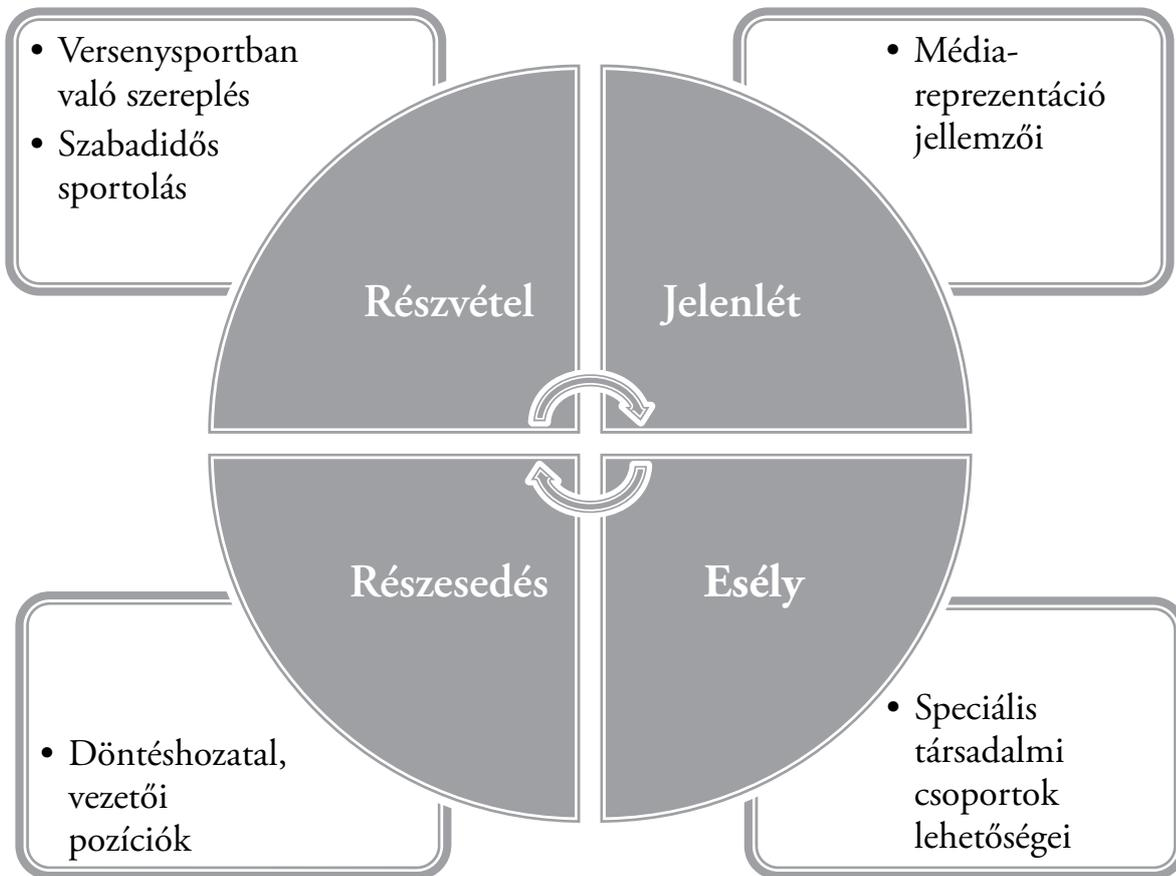 • Versenysportban
való szereplés
• Szabadidős
sportolás
• Média-
reprezentáció
jellemzői
Részvétel
Jelenlét
Részesedés
Esély
• Döntéshozatal,
vezetői
pozíciók
• Speciális
társadalmi
csoportok
lehetőségei